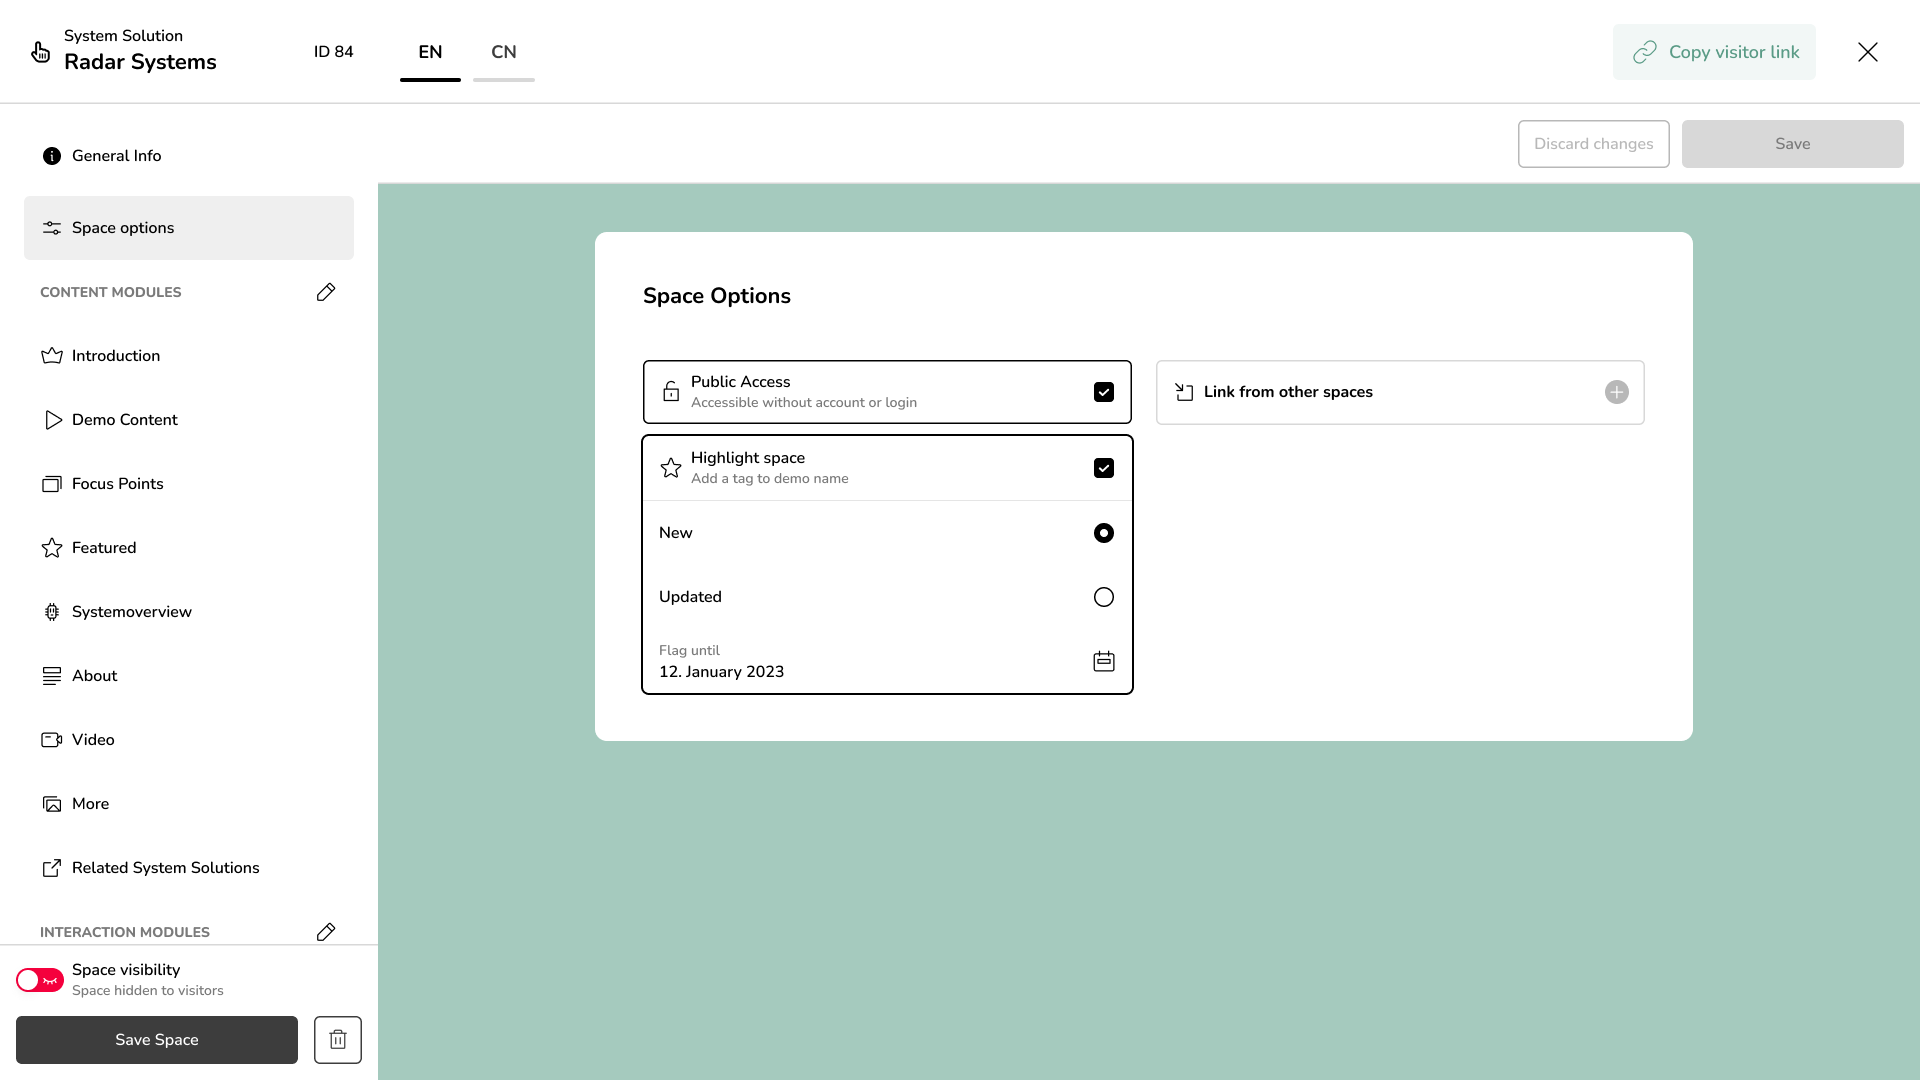 System Solution
Radar Systems
ID 84
EN
CN
Copy visitor link
General Info
Space options
CONTENT MODULES
Introduction
Demo Content
Focus Points
Featured
Systemoverview
About
Video
More
Related System Solutions
INTERACTION MODULES
Space visibility
Space hidden to visitors
Save Space
Discard changes
Save
Space Options
Public Access
Accessible without account or login
Highlight space
Add a tag to demo name
New
Updated
Flag until
12. January 2023
Link from other spaces